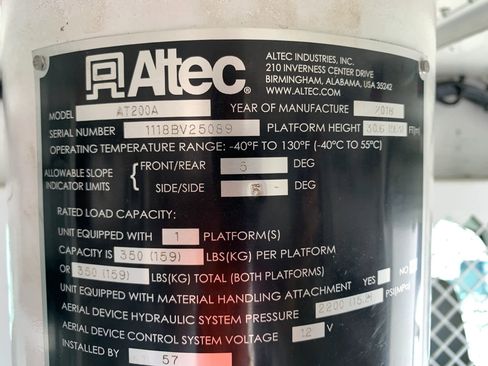 Altec®
ALTEC INDUSTRIES, INC.
210 INVERNESS CENTER DRIVE
BIRMINGHAM, ALABAMA, USA 35242
WWW.ALTEC.COM
MODEL AT200A YEAR OF MANUFACTURE 2018
SERIAL NUMBER 1118BV25089 PLATFORM HEIGHT FT(m)
OPERATING TEMPERATURE RANGE: -40°F TO 130°F (-40°C TO 55°C)
ALLOWABLE SLOPE INDICATOR LIMITS { FRONT/REAR 5 DEG
SIDE/SIDE 5 DEG
RATED LOAD CAPACITY:
UNIT EQUIPPED WITH 1 PLATFORM(S)
CAPACITY IS 350 (159) LBS(KG) PER PLATFORM
OR 350 (159) LBS(KG) TOTAL (BOTH PLATFORMS)
UNIT EQUIPPED WITH MATERIAL HANDLING ATTACHMENT YES NO
AERIAL DEVICE HYDRAULIC SYSTEM PRESSURE 2200 (15.2) PSI(MPa)
AERIAL DEVICE CONTROL SYSTEM VOLTAGE 12 V
INSTALLED BY 57